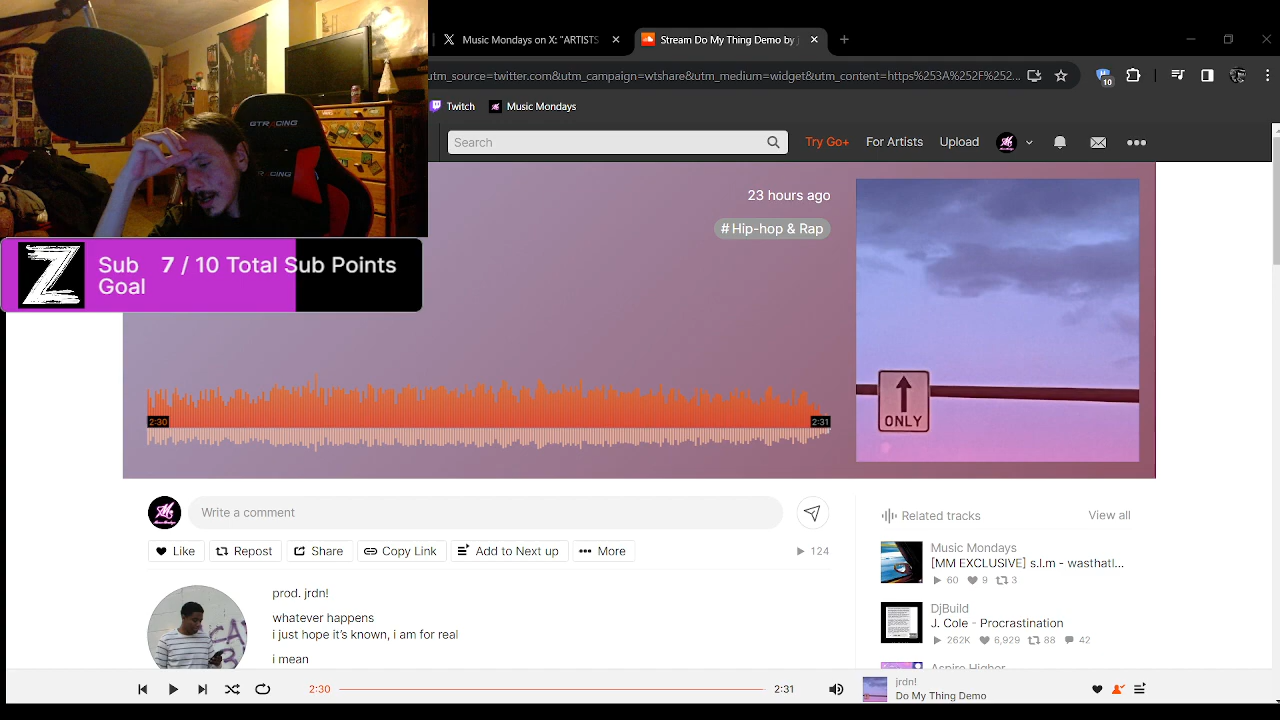 Music Mondays on X: "ARTISTS
Stream Do My Thing Demo by j
utm_source=twitter.com&utm_campaign=wtshare&utm_medium=widget&utm_content=https%253A%252F%252...
10
Twitch
Music Mondays
Search
Try Go+
For Artists
Upload
GTRACING
RACING
23 hours ago
# Hip-hop & Rap
Sub Goal
7 / 10 Total Sub Points
ONLY
2:30
2:31
Write a comment
Like
Repost
Share
Copy Link
Add to Next up
More
124
Related tracks
View all
Music Mondays
[MM EXCLUSIVE] s.l.m - wasthatl...
60 9 3
DjBuild
J. Cole - Procrastination
262K 6,929 88 42
Aspire Higher
prod. jrdn!
whatever happens
i just hope it's known, i am for real
i mean
2:30
2:31
jrdn!
Do My Thing Demo